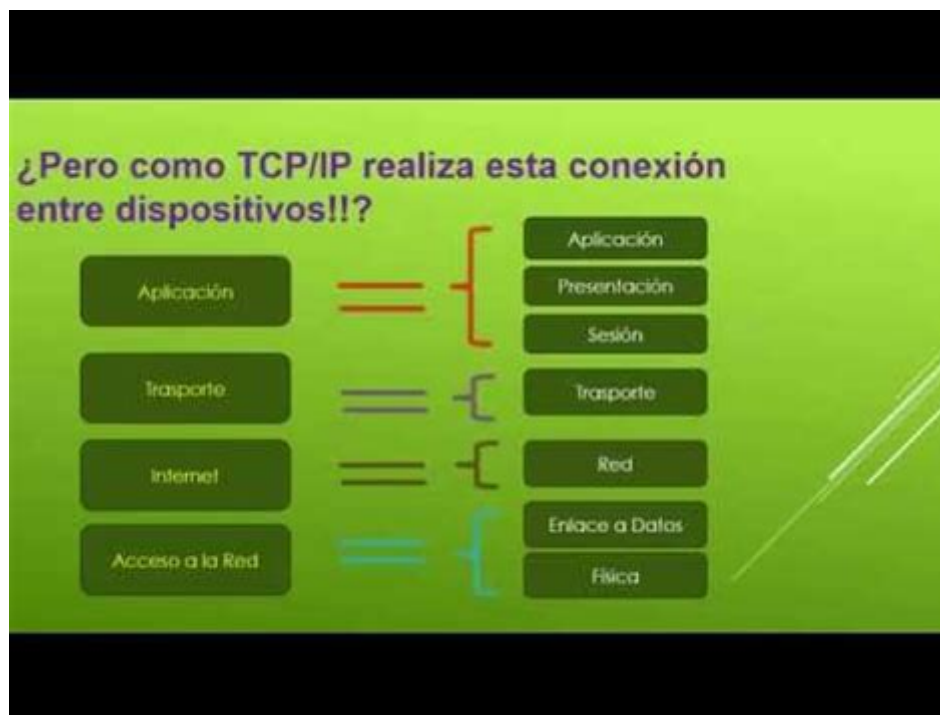 ¿Pero como TCP/IP realiza esta conexión
entre dispositivos!!?
Aplicación
Trasporte
Internet
Acceso a la Red
Aplicación
Presentación
Sesión
Trasporte
Red
Enlace a Datos
Física